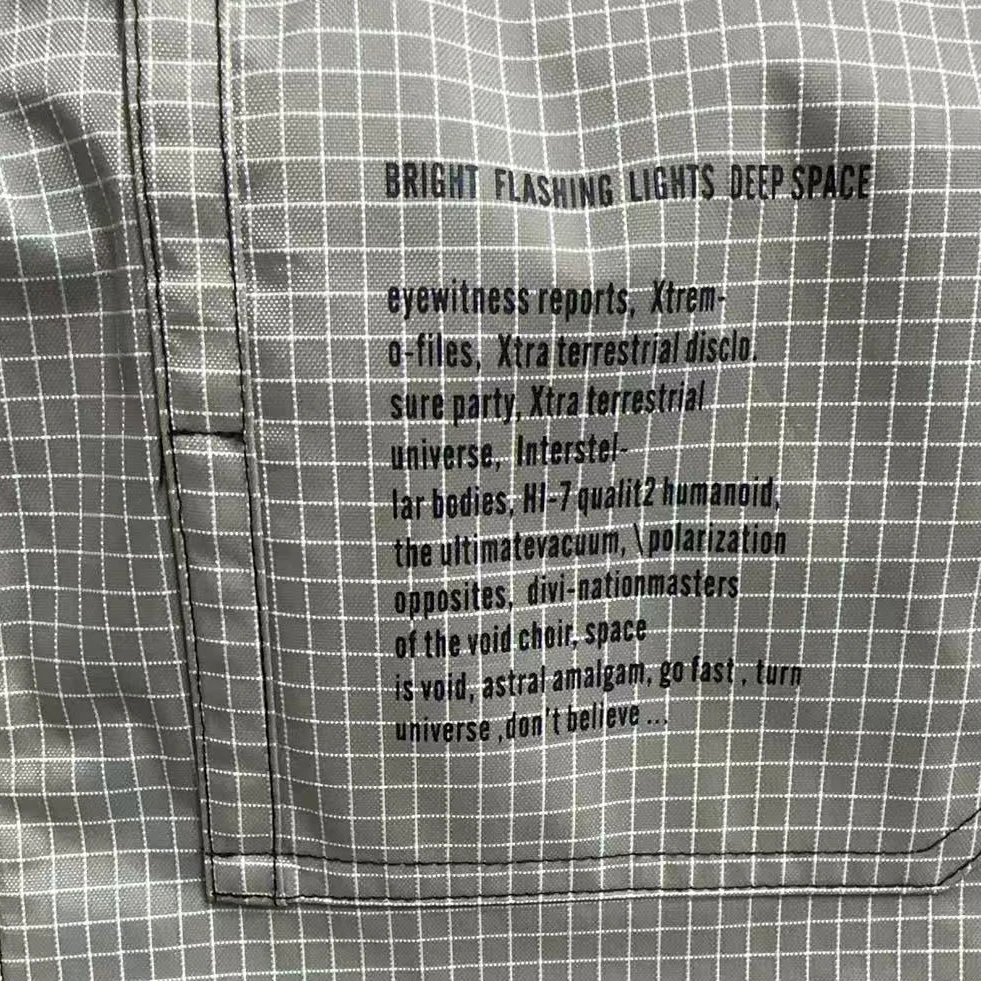 BRIGHT FLASHING LIGHTS DEEP SPACE
eyewitness reports, Xtrem-
o-files, Xtra terrestrial disclo.
sure party, Xtra terrestrial
universe, Interstel-
lar bodies, HI-7 qualit2 humanoid,
the ultimatevacuum, \polarization
opposites, divi-nationmasters
of the void choir, space
is void, astral amalgam, go fast , turn
universe ,don't believe ...